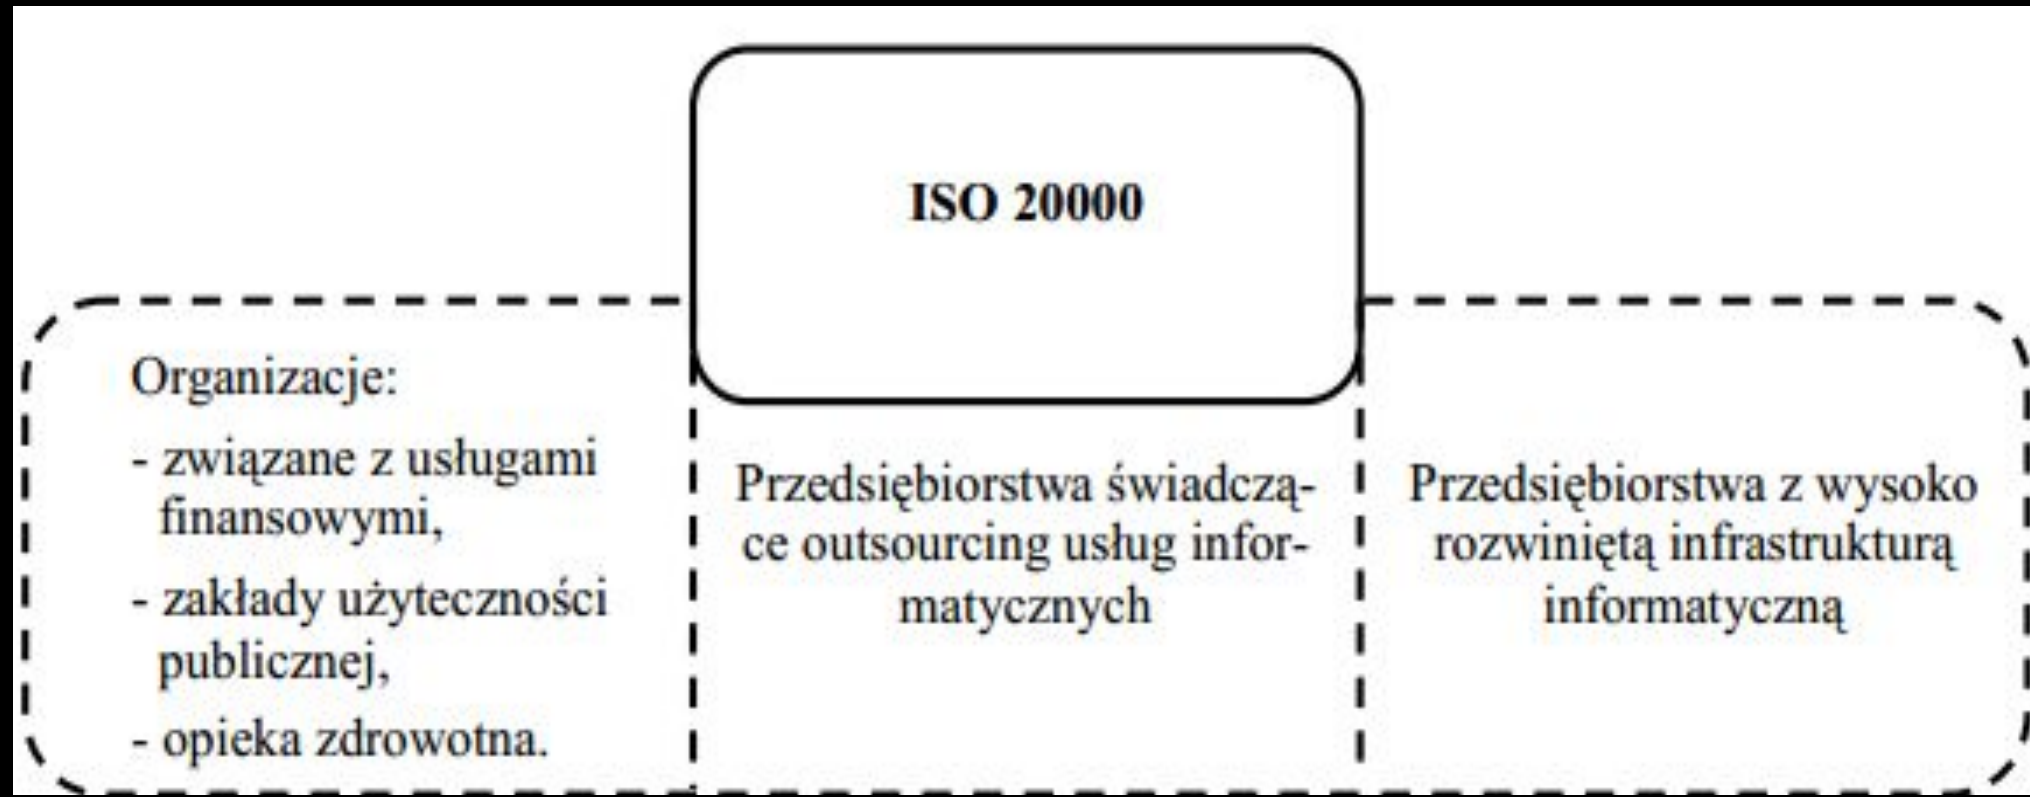 ISO 20000
Organizacje:
- związane z usługami
finansowymi,
- zakłady użyteczności
publicznej,
- opieka zdrowotna.
Przedsiębiorstwa świadczą-
ce outsourcing usług infor-
matycznych
Przedsiębiorstwa z wysoko
rozwiniętą infrastrukturą
informatyczną